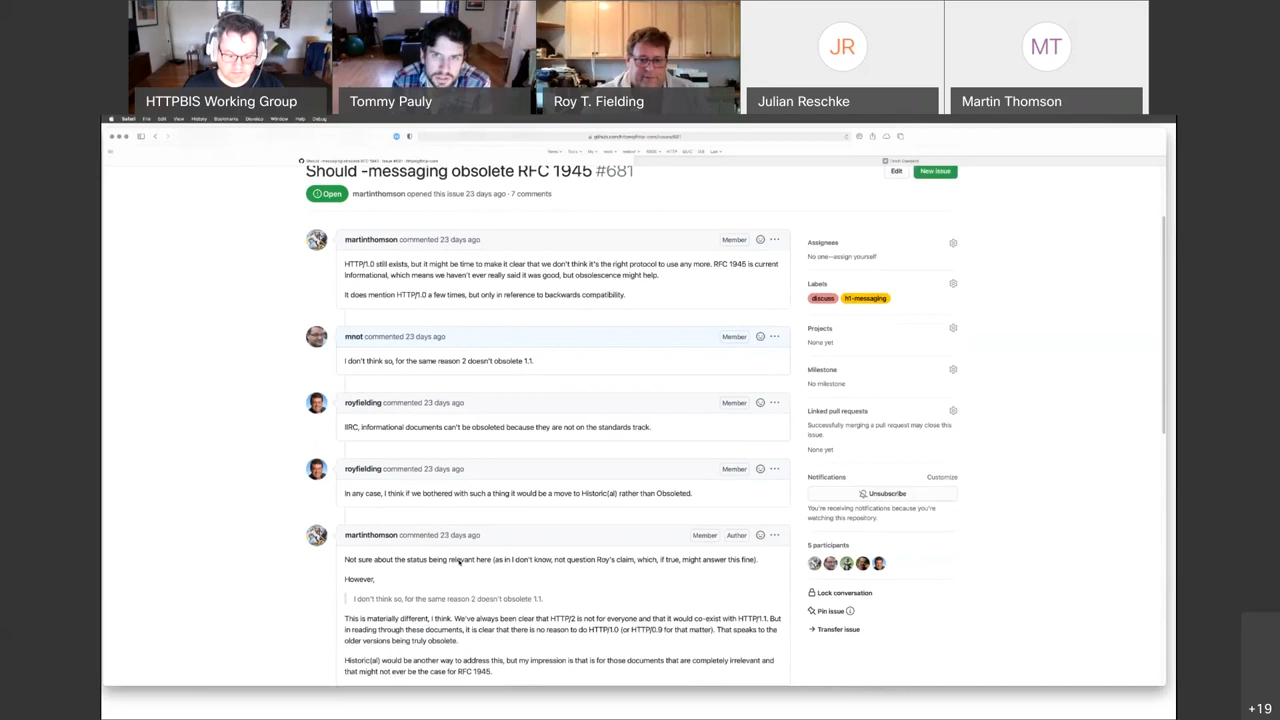 HTTPBIS Working Group
Tommy Pauly
Roy T. Fielding
JR
Julian Reschke
MT
Martin Thomson
Safari File Edit View History Bookmarks Develop Window Help Debug
Should -messaging obsolete RFC 1945 #681
Edit
New issue
Open
martinthomson opened this issue 23 days ago · 7 comments
martinthomson commented 23 days ago
Member
HTTP/1.0 still exists, but it might be time to make it clear that we don't think it's the right protocol to use any more. RFC 1945 is current
Informational, which means we haven't ever really said it was good, but obsolescence might help.
It does mention HTTP/1.0 a few times, but only in reference to backwards compatibility.
mnot commented 23 days ago
Member
I don't think so, for the same reason 2 doesn't obsolete 1.1.
royfielding commented 23 days ago
Member
IIRC, informational documents can't be obsoleted because they are not on the standards track.
royfielding commented 23 days ago
Member
In any case, I think if we bothered with such a thing it would be a move to Historic(al) rather than Obsoleted.
martinthomson commented 23 days ago
Member
Author
Not sure about the status being relevant here (as in I don't know, not question Roy's claim, which, if true, might answer this fine).
However,
I don't think so, for the same reason 2 doesn't obsolete 1.1.
This is materially different, I think. We've always been clear that HTTP/2 is not for everyone and that it would co-exist with HTTP/1.1. But
in reading through these documents, it is clear that there is no reason to do HTTP/1.0 (or HTTP/0.9 for that matter). That speaks to the
older versions being truly obsolete.
Historic(al) would be another way to address this, but my impression is that is for those documents that are completely irrelevant and
that might not ever be the case for RFC 1945.
Assignees
No one—assign yourself
Labels
discuss
h1-messaging
Projects
None yet
Milestone
No milestone
Linked pull requests
Successfully merging a pull request may close this
issue.
None yet
Notifications
Customize
Unsubscribe
You're receiving notifications because you're
watching this repository.
5 participants
Lock conversation
Pin issue
Transfer issue
+19